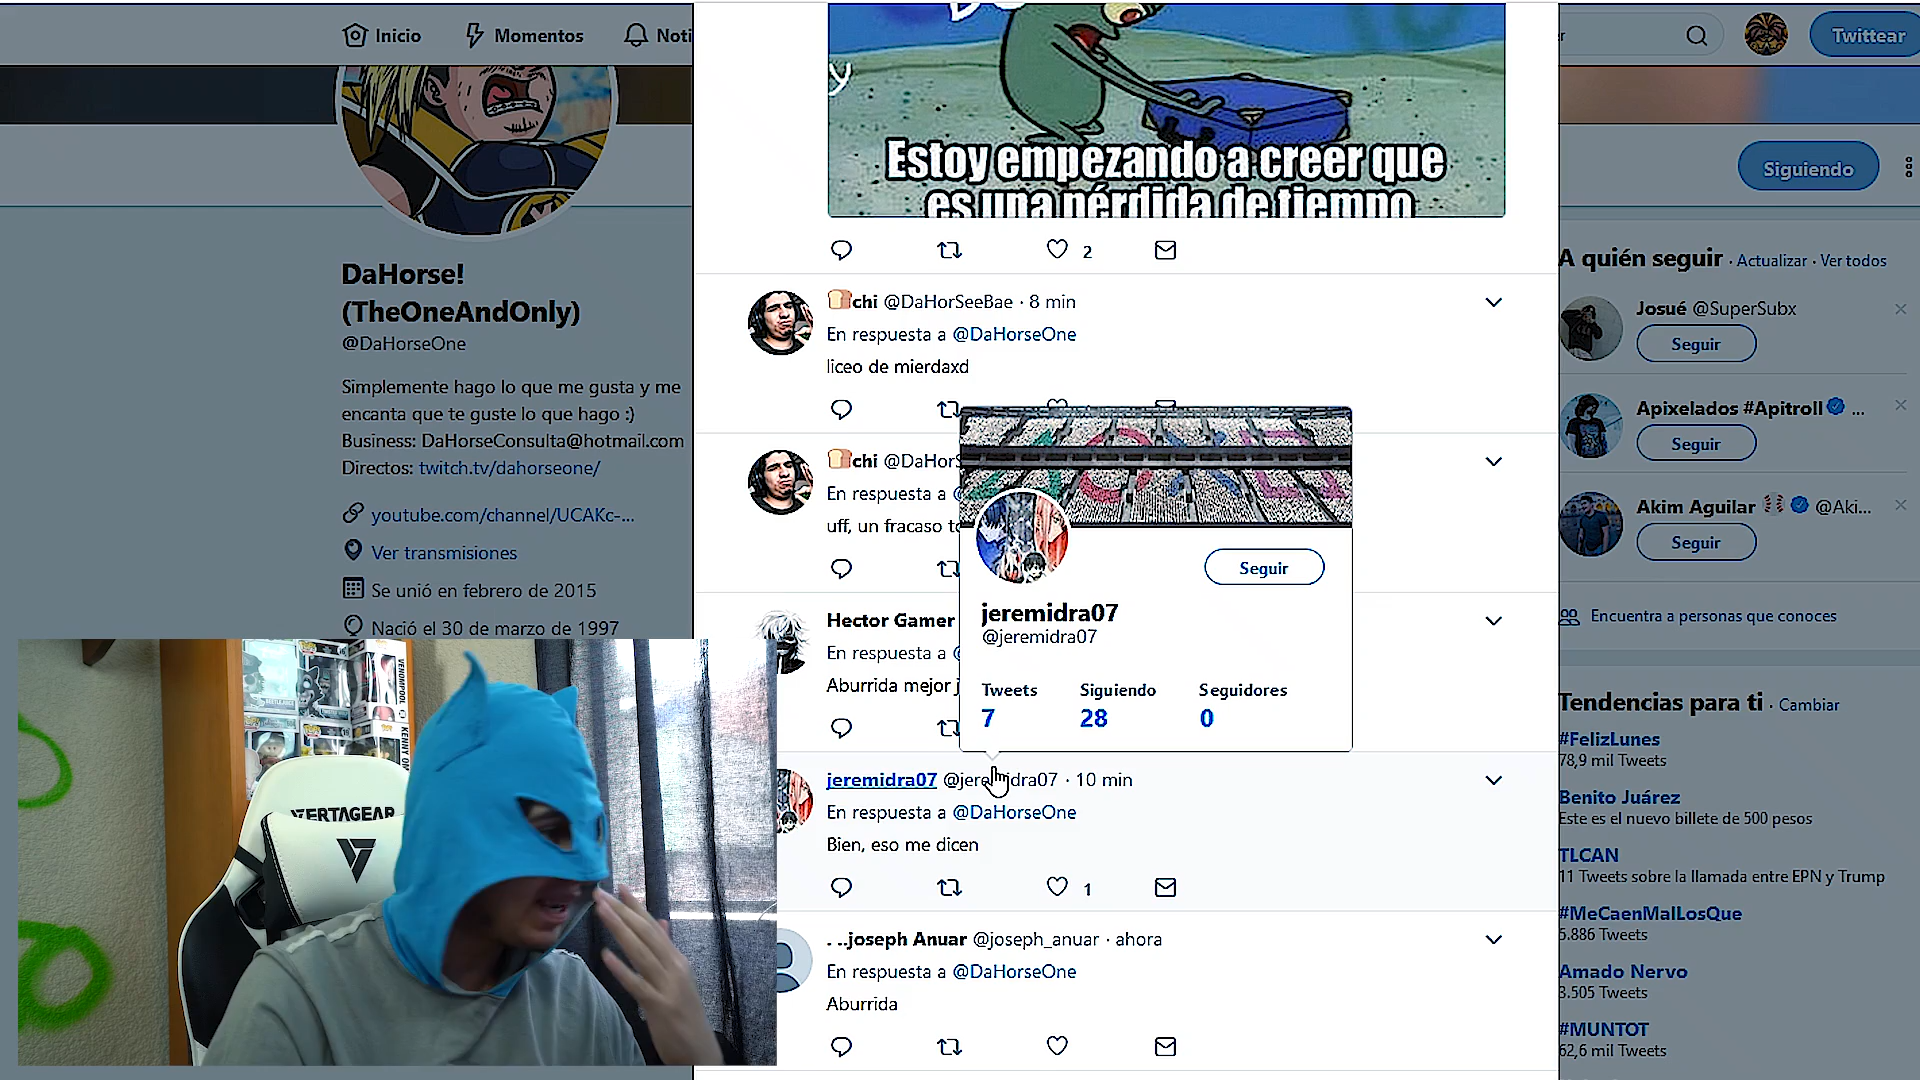 Inicio
Momentos
Noti
er
Twittear
DaHorse!
(TheOneAndOnly)
@DaHorseOne
Simplemente hago lo que me gusta y me
encanta que te guste lo que hago :)
Business: DaHorseConsulta@hotmail.com
Directos: twitch.tv/dahorseone/
youtube.com/channel/UCAKc-...
Ver transmisiones
Se unió en febrero de 2015
Nació el 30 de marzo de 1997
VENOMPOOL
KENNY OM
VERTAGEAR
Estoy empezando a creer que
es una pérdida de tiempo
2
chi @DaHorSeeBae · 8 min
En respuesta a @DaHorseOne
liceo de mierdaxd
chi @DaHorS
En respuesta a @
uff, un fracaso to
Hector Gamer
En respuesta a @
Aburrida mejor j
Seguir
jeremidra07
@jeremidra07
Tweets Siguiendo Seguidores
7 28 0
jeremidra07 @jeremidra07 · 10 min
En respuesta a @DaHorseOne
Bien, eso me dicen
1
. ..joseph Anuar @joseph_anuar · ahora
En respuesta a @DaHorseOne
Aburrida
Siguiendo
A quién seguir · Actualizar · Ver todos
Josué @SuperSubx
Seguir
Apixelados #Apitroll ...
Seguir
Akim Aguilar @Aki...
Seguir
Encuentra a personas que conoces
Tendencias para ti · Cambiar
#FelizLunes
78,9 mil Tweets
Benito Juárez
Este es el nuevo billete de 500 pesos
TLCAN
11 Tweets sobre la llamada entre EPN y Trump
#MeCaenMalLosQue
5.886 Tweets
Amado Nervo
3.505 Tweets
#MUNTOT
62,6 mil Tweets